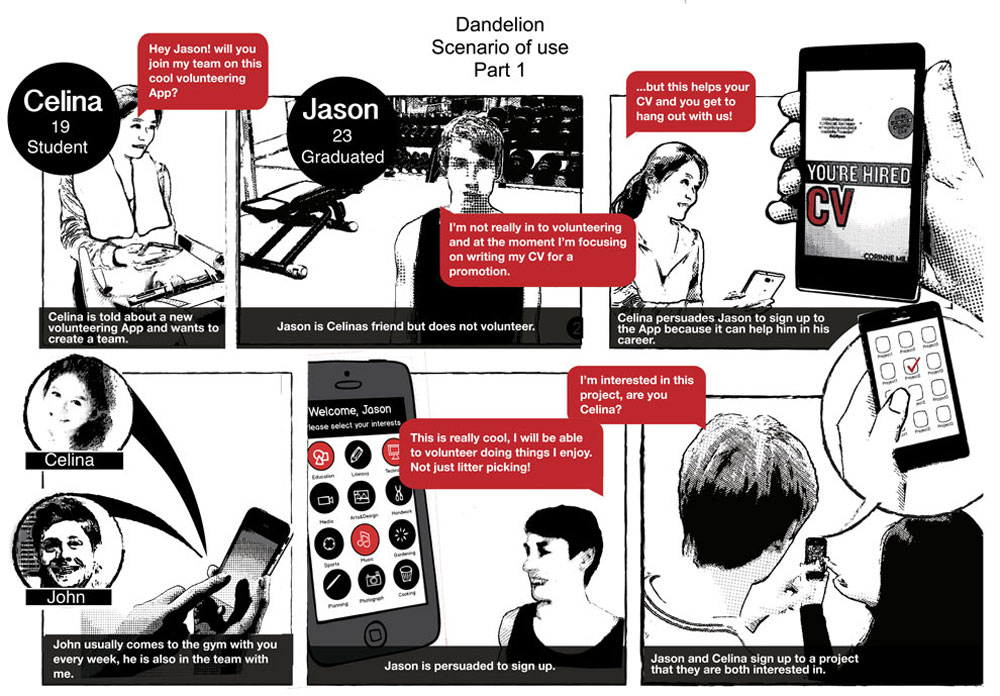 Dandelion
Scenario of use
Part 1
Celina
19
Student
Hey Jason! will you
join my team on this
cool volunteering
App?
Celina is told about a new
volunteering App and wants to
create a team.
Jason
23
Graduated
I'm not really in to volunteering
and at the moment I'm focusing
on writing my CV for a
promotion.
Jason is Celinas friend but does not volunteer.
2
...but this helps your
CV and you get to
hang out with us!
YOU'RE HIRED
CV
CORINNE MIL
Celina persuades Jason to sign up to
the App because it can help him in his
career.
Celina
John
John usually comes to the gym with you
every week, he is also in the team with
me.
Welcome, Jason
Please select your interests
Education
Literacy
Techn
Media
Arts&Design
Handwork
Sports
Music
Gardening
Planning
Photograph
Cooking
This is really cool, I will be able
to volunteer doing things I enjoy.
Not just litter picking!
Jason is persuaded to sign up.
I'm interested in this
project, are you
Celina?
Jason and Celina sign up to a project
that they are both interested in.